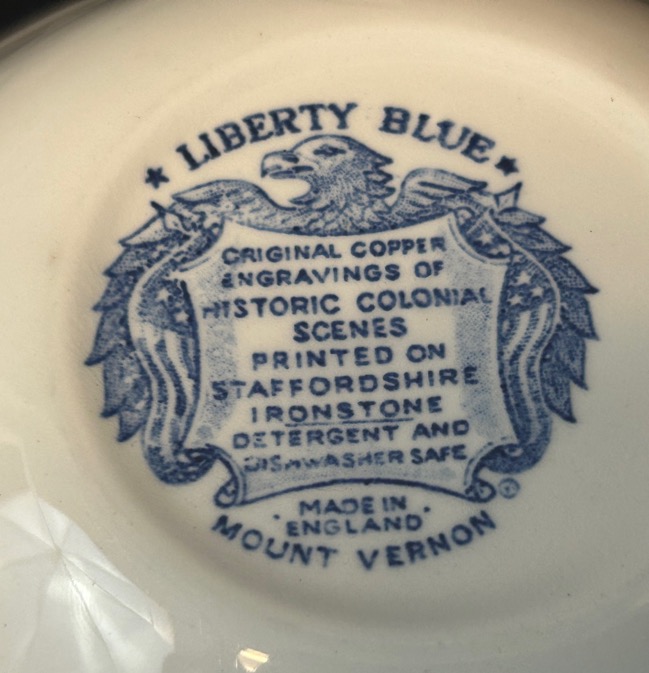 LIBERTY BLUE
ORIGINAL COPPER
ENGRAVINGS OF
HISTORIC COLONIAL
SCENES
PRINTED ON
STAFFORDSHIRE
IRONSTONE
DETERGENT AND
DISHWASHER SAFE
MADE IN
ENGLAND
MOUNT VERNON